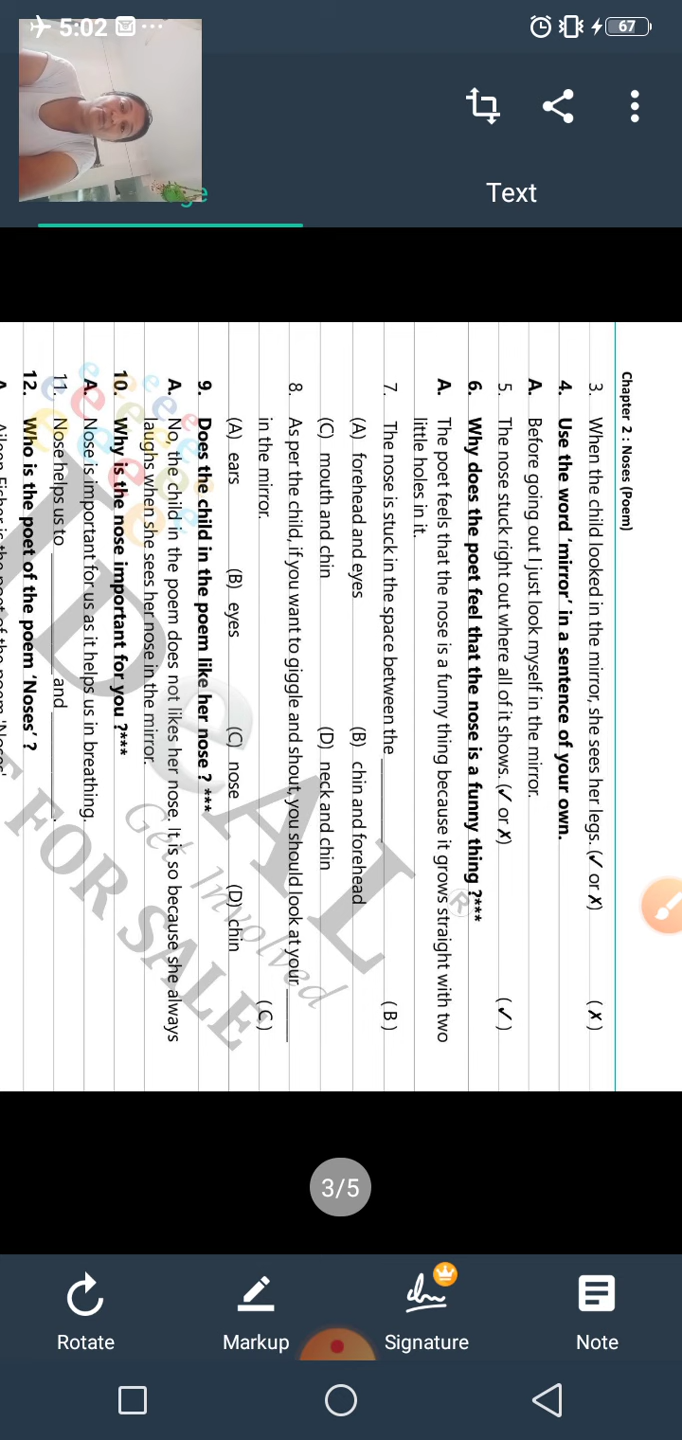 5:02
67
Text
Chapter 2 : Noses (Poem)
3. When the child looked in the mirror, she sees her legs. (✓ or ✗) (✗)
4. Use the word ‘mirror’ in a sentence of your own.
A. Before going out I just look myself in the mirror.
5. The nose stuck right out where all of it shows. (✓ or ✗) (✓)
6. Why does the poet feel that the nose is a funny thing ?***
A. The poet feels that the nose is a funny thing because it grows straight with two
little holes in it.
7. The nose is stuck in the space between the ________. (B)
(A) forehead and eyes (B) chin and forehead
(C) mouth and chin (D) neck and chin
8. As per the child, if you want to giggle and shout, you should look at your ______
in the mirror. (C)
(A) ears (B) eyes (C) nose (D) chin
9. Does the child in the poem like her nose ? ***
A. No, the child in the poem does not likes her nose. It is so because she always
laughs when she sees her nose in the mirror.
10. Why is the nose important for you ?***
A. Nose is important for us as it helps us in breathing.
11. Nose helps us to __________ and __________.
12. Who is the poet of the poem ‘Noses’ ?
IDeAL
®
Get Involved
FOR SALE
3/5
Rotate
Markup
Signature
Note